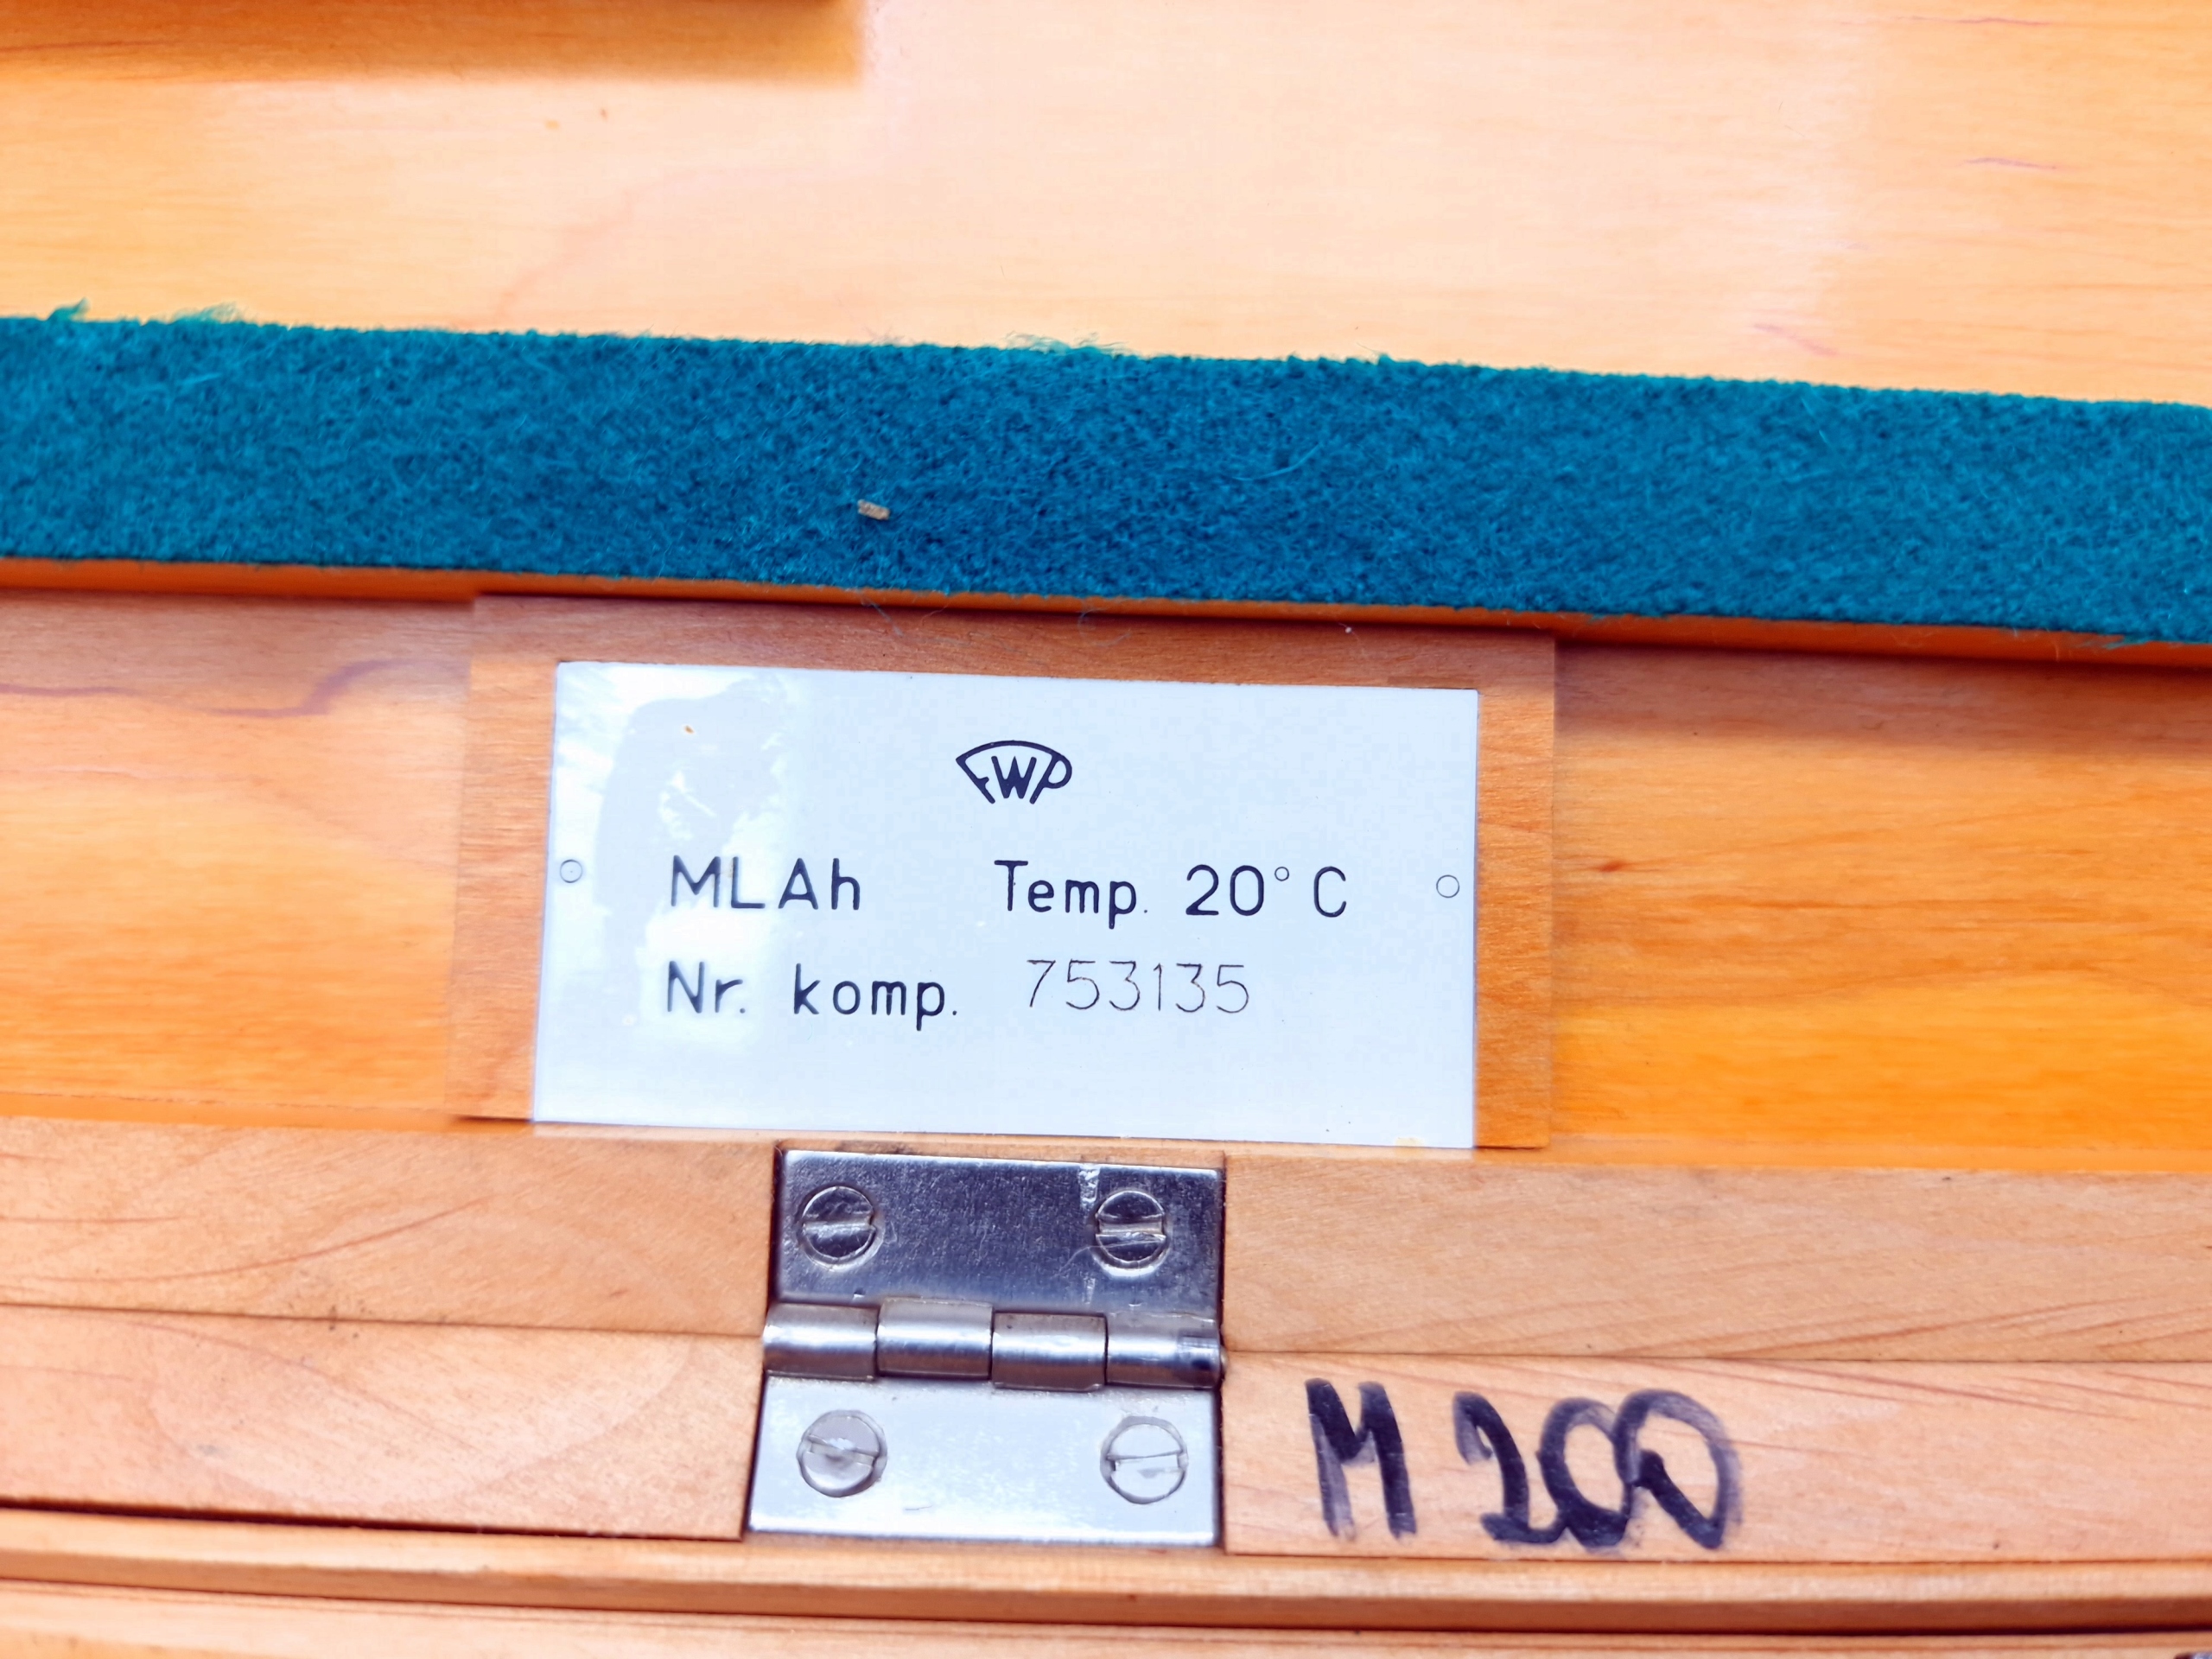 FWP
MLAh Temp. 20° C
Nr. komp. 753135
M 200